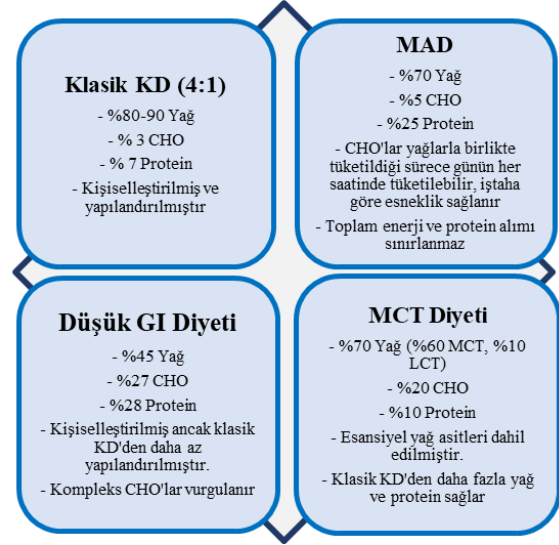 Klasik KD (4:1)
- %80-90 Yağ
- % 3 CHO
- % 7 Protein
- Kişiselleştirilmiş ve
yapılandırılmıştır
MAD
- %70 Yağ
- %5 CHO
- %25 Protein
- CHO'lar yağlarla birlikte
tüketildiği sürece günün her
saatinde tüketilebilir, iştaha
göre esneklik sağlanır
- Toplam enerji ve protein alımı
sınırlanmaz
Düşük GI Diyeti
- %45 Yağ
- %27 CHO
- %28 Protein
- Kişiselleştirilmiş ancak klasik
KD'den daha az
yapılandırılmıştır.
- Kompleks CHO'lar vurgulanır
MCT Diyeti
- %70 Yağ (%60 MCT, %10
LCT)
- %20 CHO
- %10 Protein
- Esansiyel yağ asitleri dahil
edilmiştir.
- Klasik KD'den daha fazla yağ
ve protein sağlar